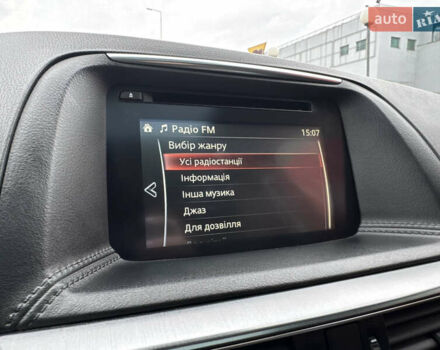 auto RIA
Радіо FM 15:07
Вибір жанру
Усі радіостанції
Інформація
Інша музика
Джаз
Для дозвілля